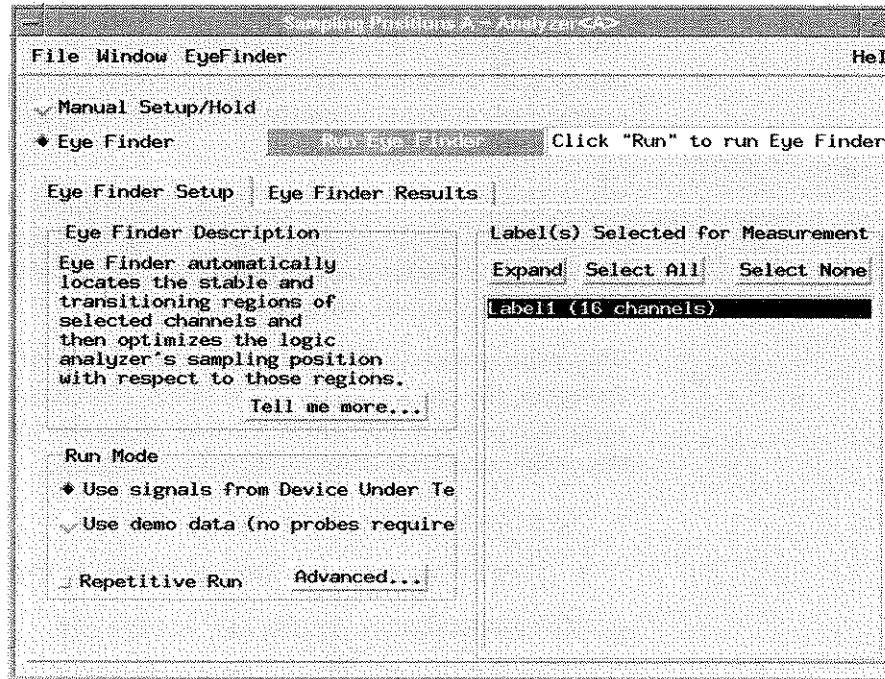 Sampling Positions A - Analyzer<A>
File Window EyeFinder Hel
Manual Setup/Hold
Eye Finder Run Eye Finder Click "Run" to run Eye Finder
Eye Finder Setup Eye Finder Results
Eye Finder Description
Eye Finder automatically
locates the stable and
transitioning regions of
selected channels and
then optimizes the logic
analyzer's sampling position
with respect to those regions.
Tell me more...
Run Mode
Use signals from Device Under Te
Use demo data (no probes require
Repetitive Run Advanced...
Label(s) Selected for Measurement
Expand Select All Select None
Label1 (16 channels)